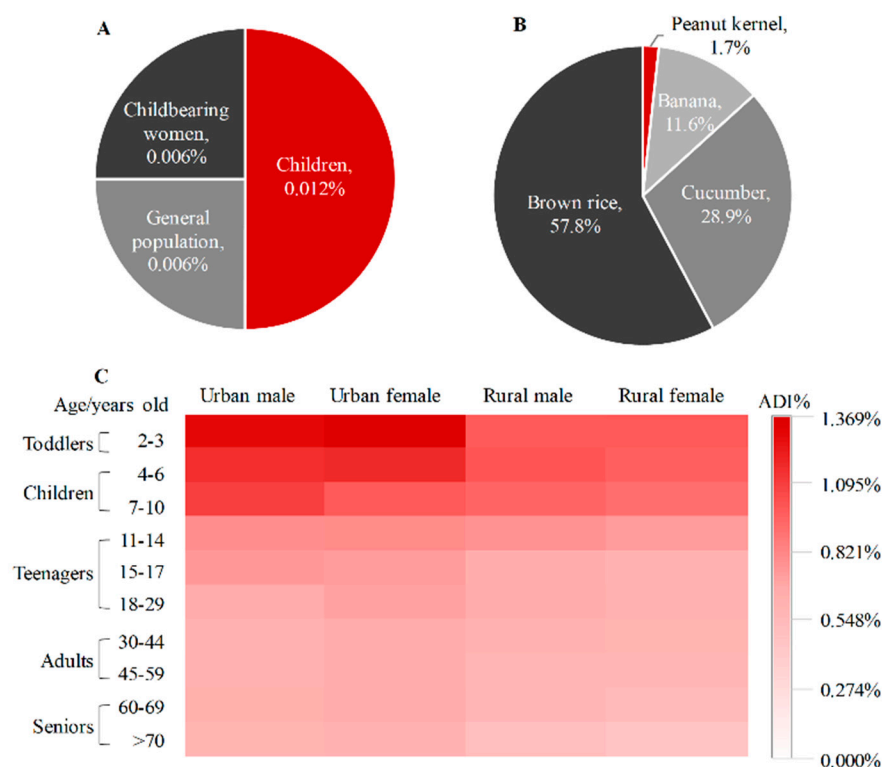 A
Childbearing
women,
0.006%
Children,
0.012%
General
population,
0.006%
B
Peanut kernel,
1.7%
Banana,
11.6%
Brown rice,
57.8%
Cucumber,
28.9%
C
Age/years old
Urban male
Urban female
Rural male
Rural female
ADI%
Toddlers
2-3
Children
4-6
7-10
Teenagers
11-14
15-17
18-29
Adults
30-44
45-59
Seniors
60-69
>70
1.369%
1.095%
0.821%
0.548%
0.274%
0.000%